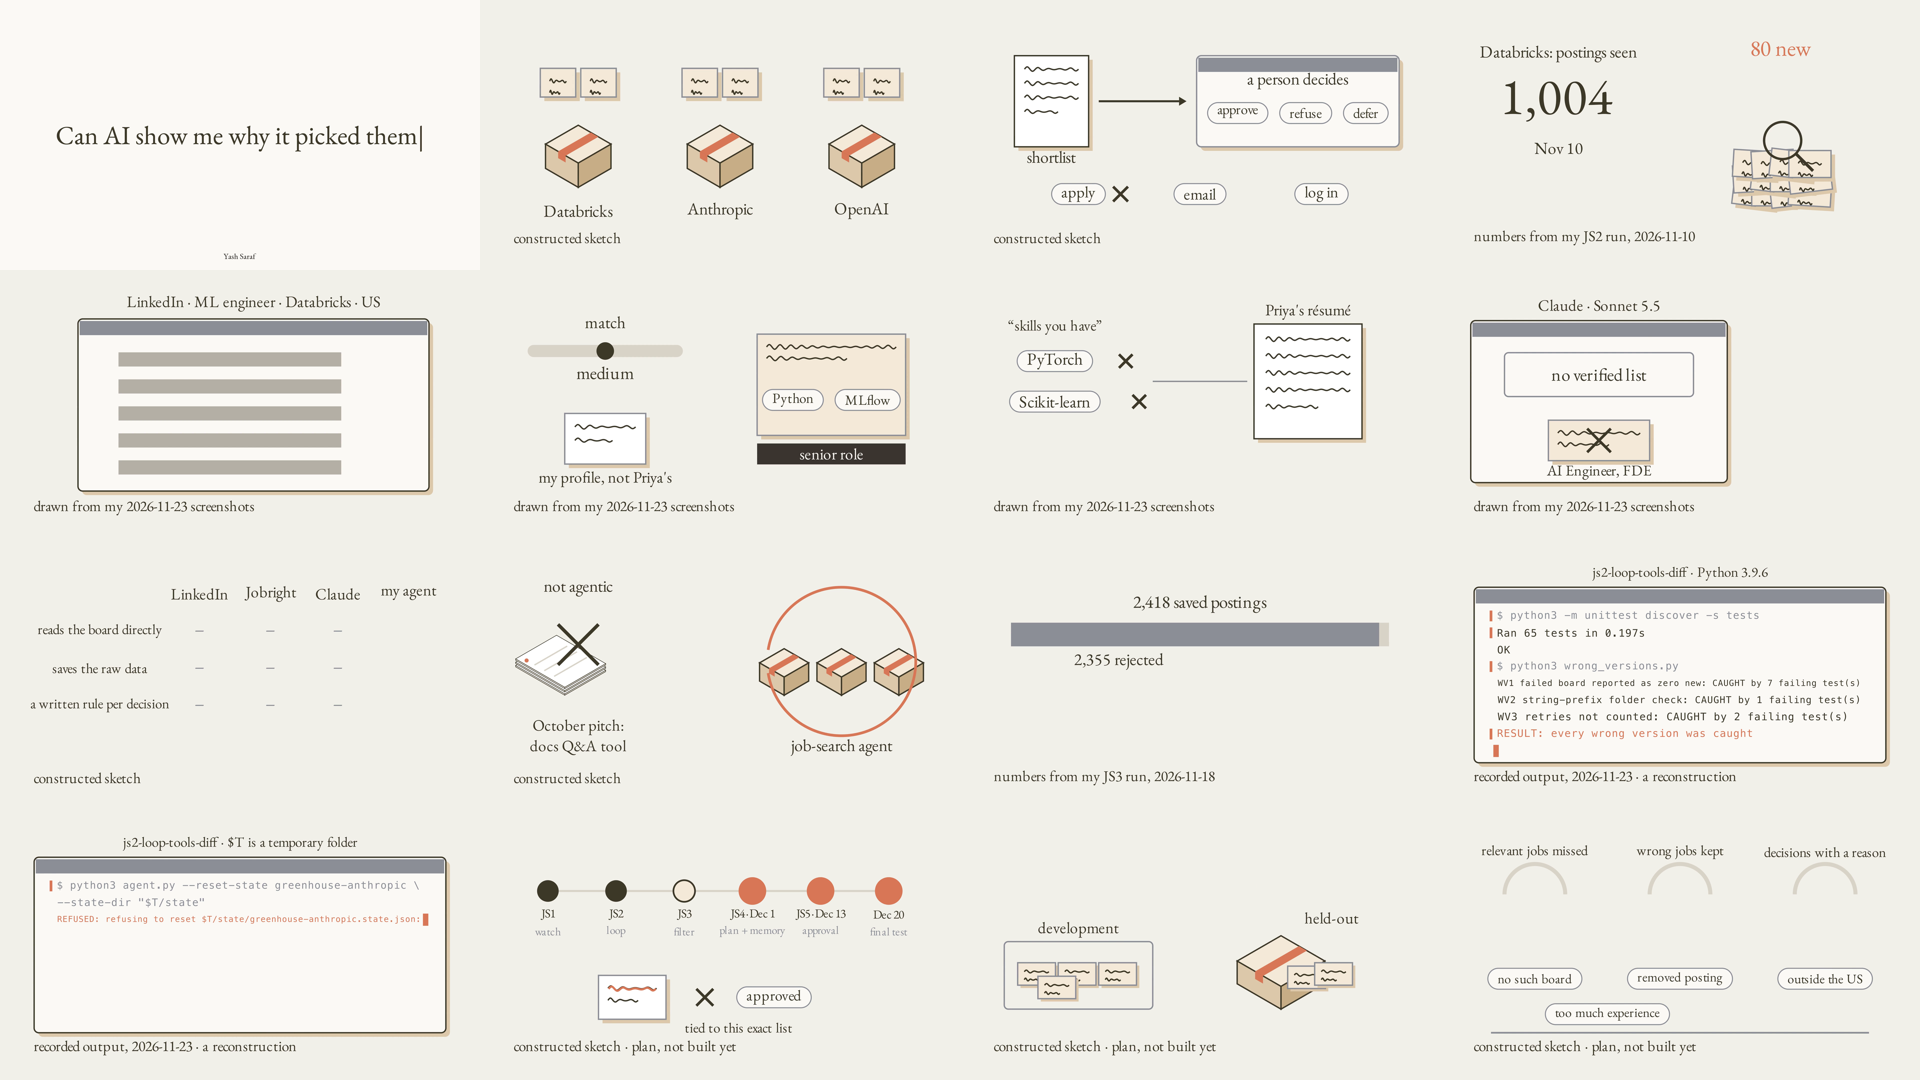 Can AI show me why it picked them|
Yash Saraf
Databricks
Anthropic
OpenAI
constructed sketch
shortlist
a person decides
approve
refuse
defer
apply
email
log in
constructed sketch
Databricks: postings seen
1,004
Nov 10
80 new
numbers from my JS2 run, 2026-11-10
LinkedIn · ML engineer · Databricks · US
drawn from my 2026-11-23 screenshots
match
medium
my profile, not Priya's
Python
MLflow
senior role
drawn from my 2026-11-23 screenshots
“skills you have”
PyTorch
Scikit-learn
Priya's résumé
drawn from my 2026-11-23 screenshots
Claude · Sonnet 5.5
no verified list
AI Engineer, FDE
drawn from my 2026-11-23 screenshots
LinkedIn Jobright Claude my agent
reads the board directly – – –
saves the raw data – – –
a written rule per decision – – –
constructed sketch
not agentic
October pitch:
docs Q&A tool
job-search agent
constructed sketch
2,418 saved postings
2,355 rejected
numbers from my JS3 run, 2026-11-18
js2-loop-tools-diff · Python 3.9.6
$ python3 -m unittest discover -s tests
Ran 65 tests in 0.197s
OK
$ python3 wrong_versions.py
WV1 failed board reported as zero new: CAUGHT by 7 failing test(s)
WV2 string-prefix folder check: CAUGHT by 1 failing test(s)
WV3 retries not counted: CAUGHT by 2 failing test(s)
RESULT: every wrong version was caught
recorded output, 2026-11-23 · a reconstruction
js2-loop-tools-diff · $T is a temporary folder
$ python3 agent.py --reset-state greenhouse-anthropic \
--state-dir "$T/state"
REFUSED: refusing to reset $T/state/greenhouse-anthropic.state.json:
recorded output, 2026-11-23 · a reconstruction
JS1
watch
JS2
loop
JS3
filter
JS4·Dec 1
plan + memory
JS5·Dec 13
approval
Dec 20
final test
approved
tied to this exact list
constructed sketch · plan, not built yet
development
held-out
constructed sketch · plan, not built yet
relevant jobs missed
wrong jobs kept
decisions with a reason
no such board
removed posting
outside the US
too much experience
constructed sketch · plan, not built yet